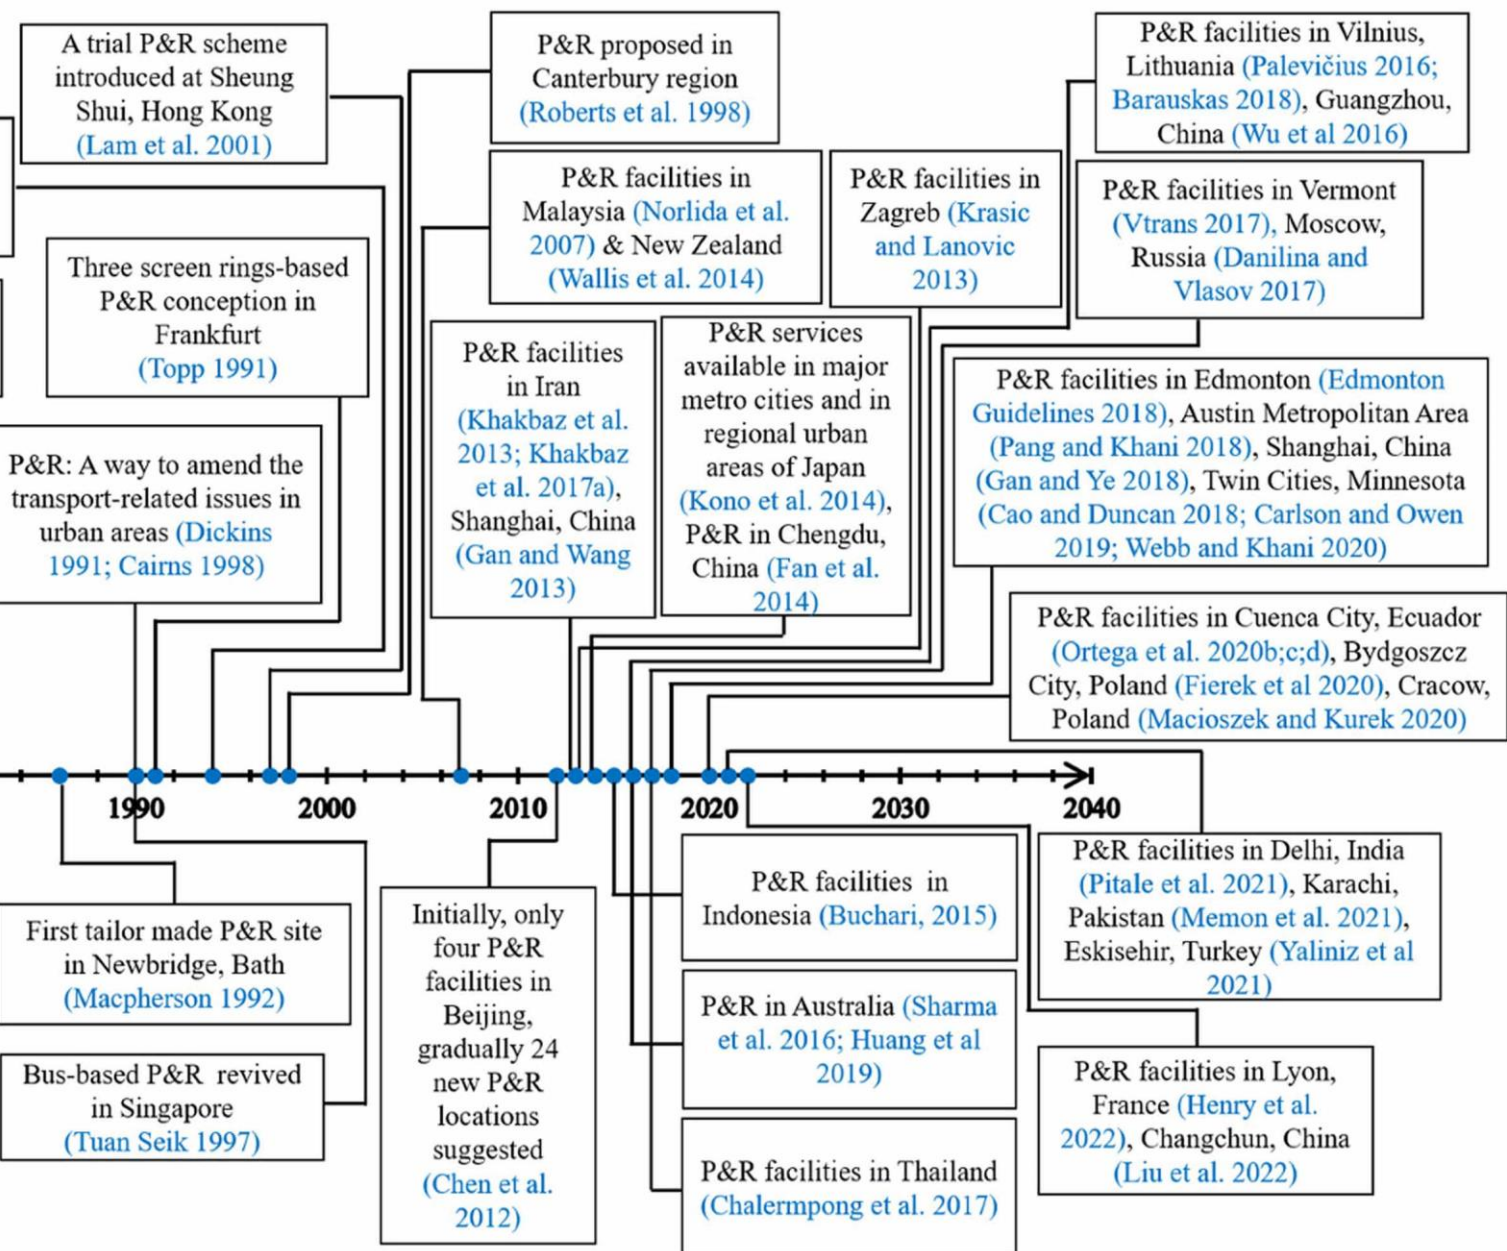 A trial P&R scheme
introduced at Sheung
Shui, Hong Kong
(Lam et al. 2001)
Three screen rings-based
P&R conception in
Frankfurt
(Topp 1991)
P&R: A way to amend the
transport-related issues in
urban areas (Dickins
1991; Cairns 1998)
P&R proposed in
Canterbury region
(Roberts et al. 1998)
P&R facilities in
Malaysia (Norlida et al.
2007) & New Zealand
(Wallis et al. 2014)
P&R facilities
in Iran
(Khakbaz et al.
2013; Khakbaz
et al. 2017a),
Shanghai, China
(Gan and Wang
2013)
P&R services
available in major
metro cities and in
regional urban
areas of Japan
(Kono et al. 2014),
P&R in Chengdu,
China (Fan et al.
2014)
P&R facilities in
Zagreb (Krasic
and Lanovic
2013)
P&R facilities in Vilnius,
Lithuania (Palevičius 2016;
Barauskas 2018), Guangzhou,
China (Wu et al 2016)
P&R facilities in Vermont
(Vtrans 2017), Moscow,
Russia (Danilina and
Vlasov 2017)
P&R facilities in Edmonton (Edmonton
Guidelines 2018), Austin Metropolitan Area
(Pang and Khani 2018), Shanghai, China
(Gan and Ye 2018), Twin Cities, Minnesota
(Cao and Duncan 2018; Carlson and Owen
2019; Webb and Khani 2020)
P&R facilities in Cuenca City, Ecuador
(Ortega et al. 2020b;c;d), Bydgoszcz
City, Poland (Fierek et al 2020), Cracow,
Poland (Macioszek and Kurek 2020)
1990 2000 2010 2020 2030 2040
First tailor made P&R site
in Newbridge, Bath
(Macpherson 1992)
Bus-based P&R revived
in Singapore
(Tuan Seik 1997)
Initially, only
four P&R
facilities in
Beijing,
gradually 24
new P&R
locations
suggested
(Chen et al.
2012)
P&R facilities in
Indonesia (Buchari, 2015)
P&R in Australia (Sharma
et al. 2016; Huang et al
2019)
P&R facilities in Thailand
(Chalermpong et al. 2017)
P&R facilities in Delhi, India
(Pitale et al. 2021), Karachi,
Pakistan (Memon et al. 2021),
Eskisehir, Turkey (Yaliniz et al
2021)
P&R facilities in Lyon,
France (Henry et al.
2022), Changchun, China
(Liu et al. 2022)